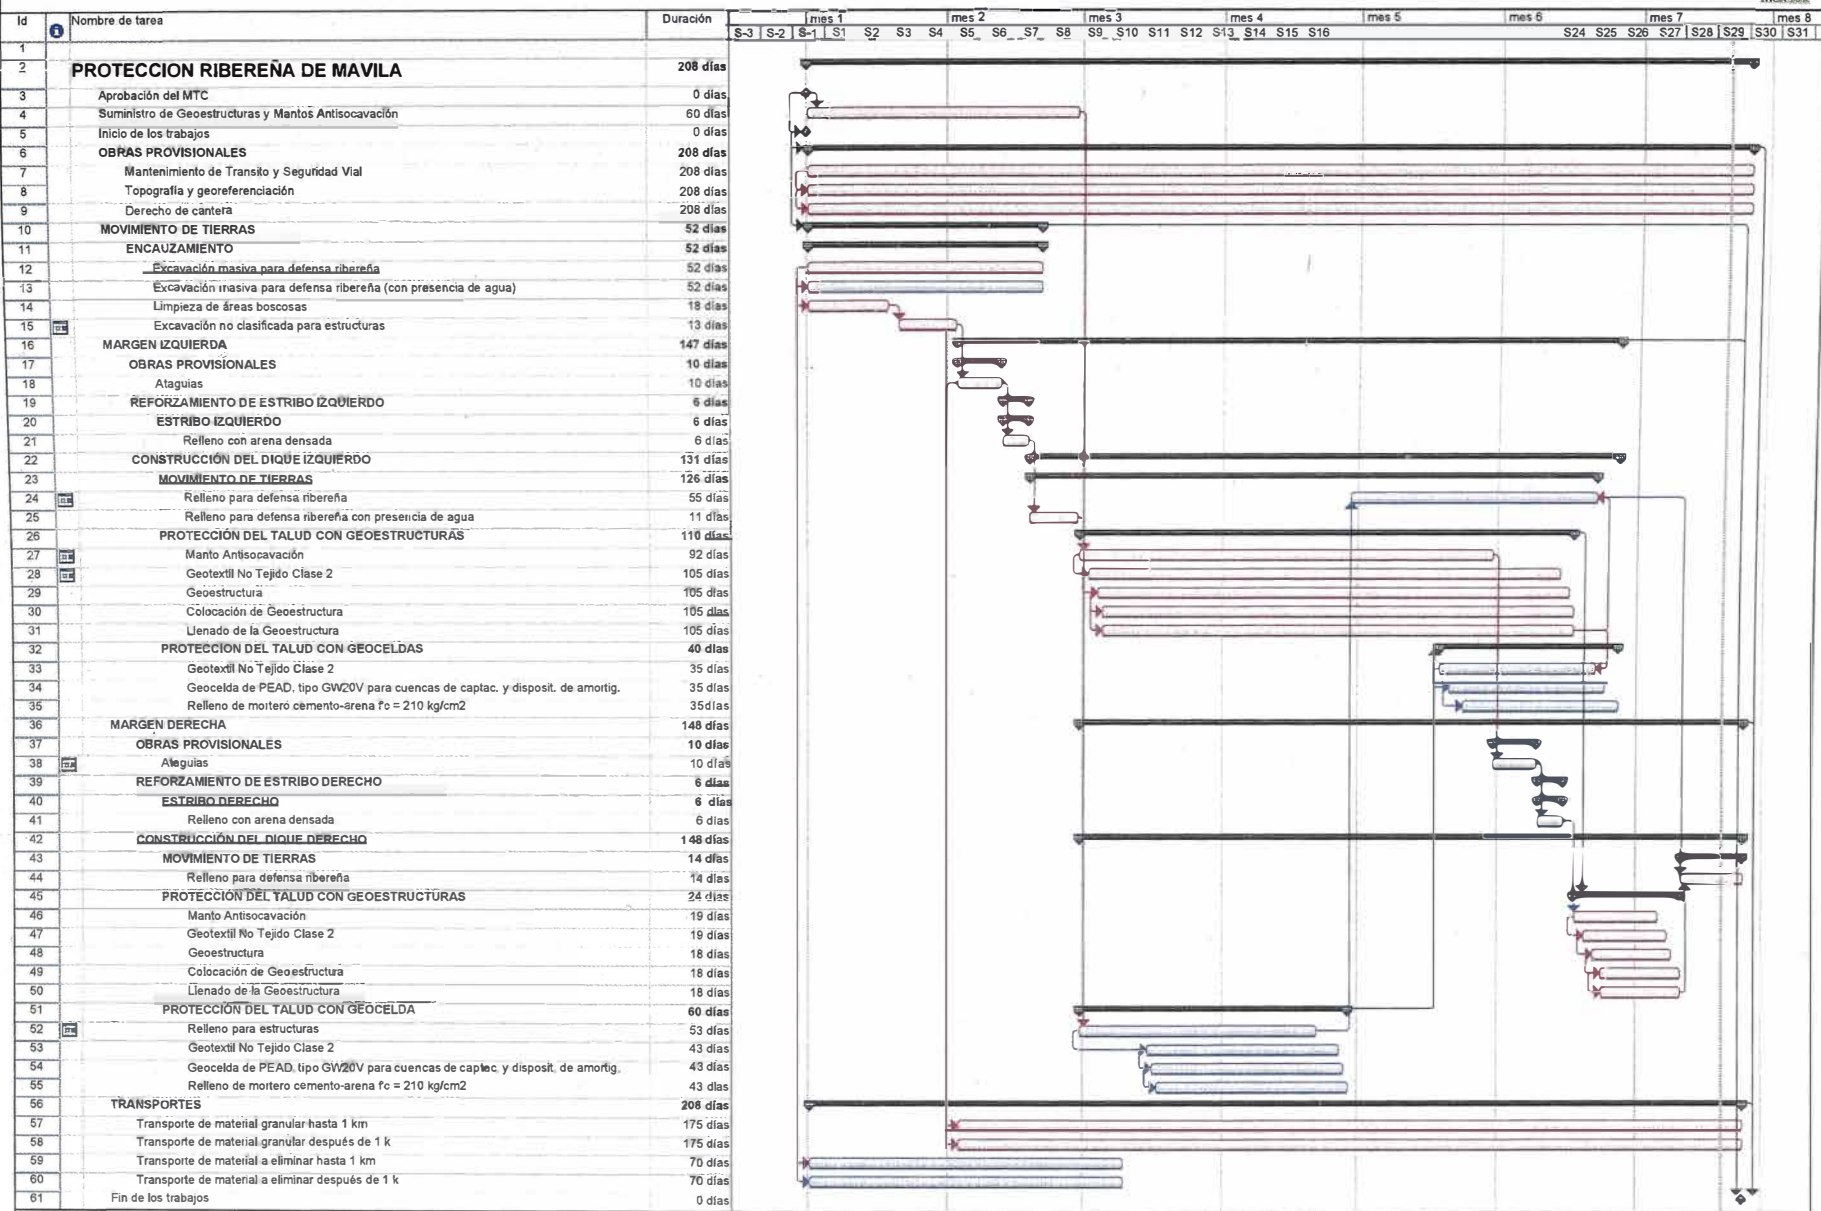 Id Nombre de tarea Duración mes 1 mes 2 mes 3 mes 4 mes 5 mes 6 mes 7 mes 8
S-3 S-2 S-1 S1 S2 S3 S4 S5 S6 S7 S8 S9 S10 S11 S12 S13 S14 S15 S16 S24 S25 S26 S27 S28 S29 S30 S31
1
2 PROTECCION RIBEREÑA DE MAVILA 208 días
3 Aprobación del MTC 0 días
4 Suministro de Geoestructuras y Mantos Antisocavación 60 días
5 Inicio de los trabajos 0 días
6 OBRAS PROVISIONALES 208 días
7 Mantenimiento de Transito y Seguridad Vial 208 días
8 Topografía y georeferenciación 208 días
9 Derecho de cantera 208 días
10 MOVIMIENTO DE TIERRAS 52 días
11 ENCAUZAMIENTO 52 días
12 Excavación masiva para defensa ribereña 52 días
13 Excavación masiva para defensa ribereña (con presencia de agua) 52 días
14 Limpieza de áreas boscosas 18 días
15 Excavación no clasificada para estructuras 13 días
16 MARGEN IZQUIERDA 147 días
17 OBRAS PROVISIONALES 10 días
18 Ataguias 10 días
19 REFORZAMIENTO DE ESTRIBO IZQUIERDO 6 días
20 ESTRIBO IZQUIERDO 6 días
21 Relleno con arena densada 6 días
22 CONSTRUCCIÓN DEL DIQUE IZQUIERDO 131 días
23 MOVIMIENTO DE TIERRAS 126 días
24 Relleno para defensa ribereña 55 días
25 Relleno para defensa ribereña con presencia de agua 11 días
26 PROTECCIÓN DEL TALUD CON GEOESTRUCTURAS 110 días
27 Manto Antisocavación 92 días
28 Geotextil No Tejido Clase 2 105 días
29 Geoestructura 105 días
30 Colocación de Geoestructura 105 días
31 Llenado de la Geoestructura 105 días
32 PROTECCION DEL TALUD CON GEOCELDAS 40 días
33 Geotextil No Tejido Clase 2 35 días
34 Geocelda de PEAD, tipo GW20V para cuencas de captac. y disposit. de amortig. 35 días
35 Relleno de mortero cemento-arena f'c = 210 kg/cm2 35días
36 MARGEN DERECHA 148 días
37 OBRAS PROVISIONALES 10 días
38 Ataguias 10 días
39 REFORZAMIENTO DE ESTRIBO DERECHO 6 días
40 ESTRIBO DERECHO 6 días
41 Relleno con arena densada 6 días
42 CONSTRUCCIÓN DEL DIQUE DERECHO 148 días
43 MOVIMIENTO DE TIERRAS 14 días
44 Relleno para defensa ribereña 14 días
45 PROTECCIÓN DEL TALUD CON GEOESTRUCTURAS 24 días
46 Manto Antisocavación 19 días
47 Geotextil No Tejido Clase 2 19 días
48 Geoestructura 18 días
49 Colocación de Geoestructura 18 días
50 Llenado de la Geoestructura 18 días
51 PROTECCIÓN DEL TALUD CON GEOCELDA 60 días
52 Relleno para estructuras 53 días
53 Geotextil No Tejido Clase 2 43 días
54 Geocelda de PEAD, tipo GW20V para cuencas de captac. y disposit. de amortig. 43 días
55 Relleno de mortero cemento-arena f'c = 210 kg/cm2 43 días
56 TRANSPORTES 208 días
57 Transporte de material granular hasta 1 km 175 días
58 Transporte de material granular después de 1 k 175 días
59 Transporte de material a eliminar hasta 1 km 70 días
60 Transporte de material a eliminar después de 1 k 70 días
61 Fin de los trabajos 0 días